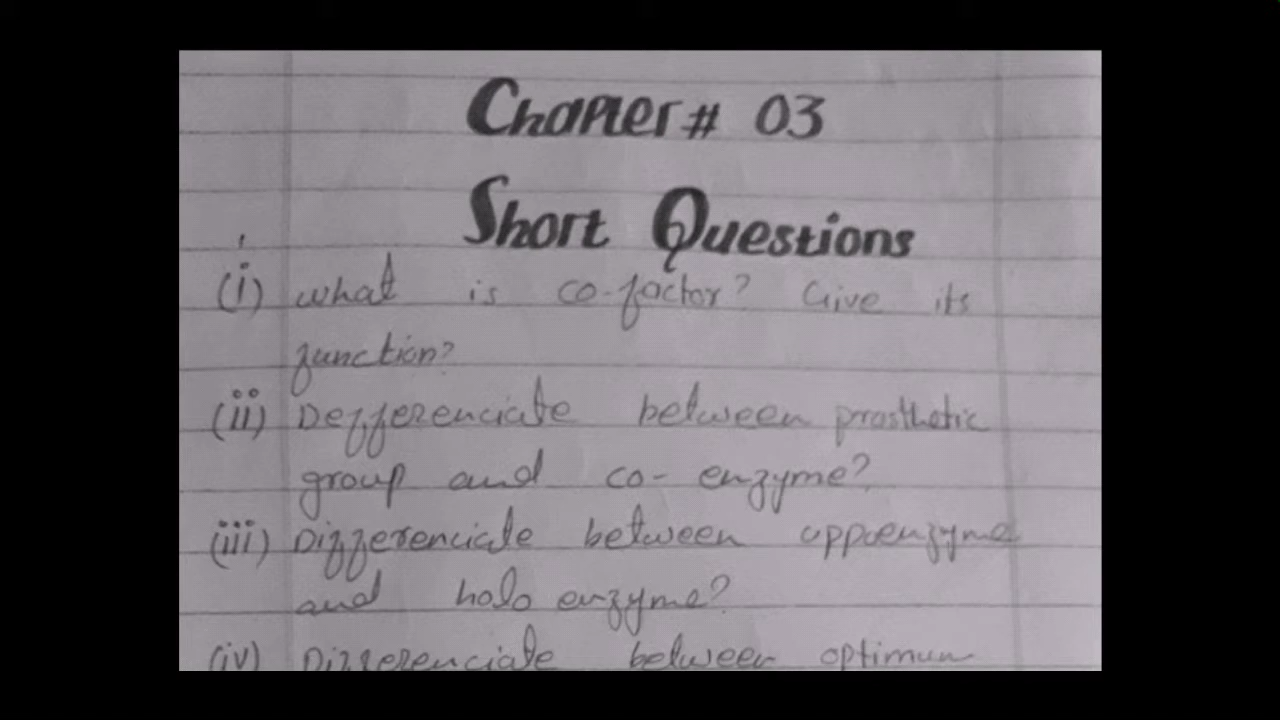 Chapter# 03
Short Questions
(i) what is co-factor? Give its
function?
(ii) Defferenciate between prosthetic
group and co-enzyme?
(iii) Differenciate between appoenzyme
and holo enzyme?
(iv) Differenciate between optimum